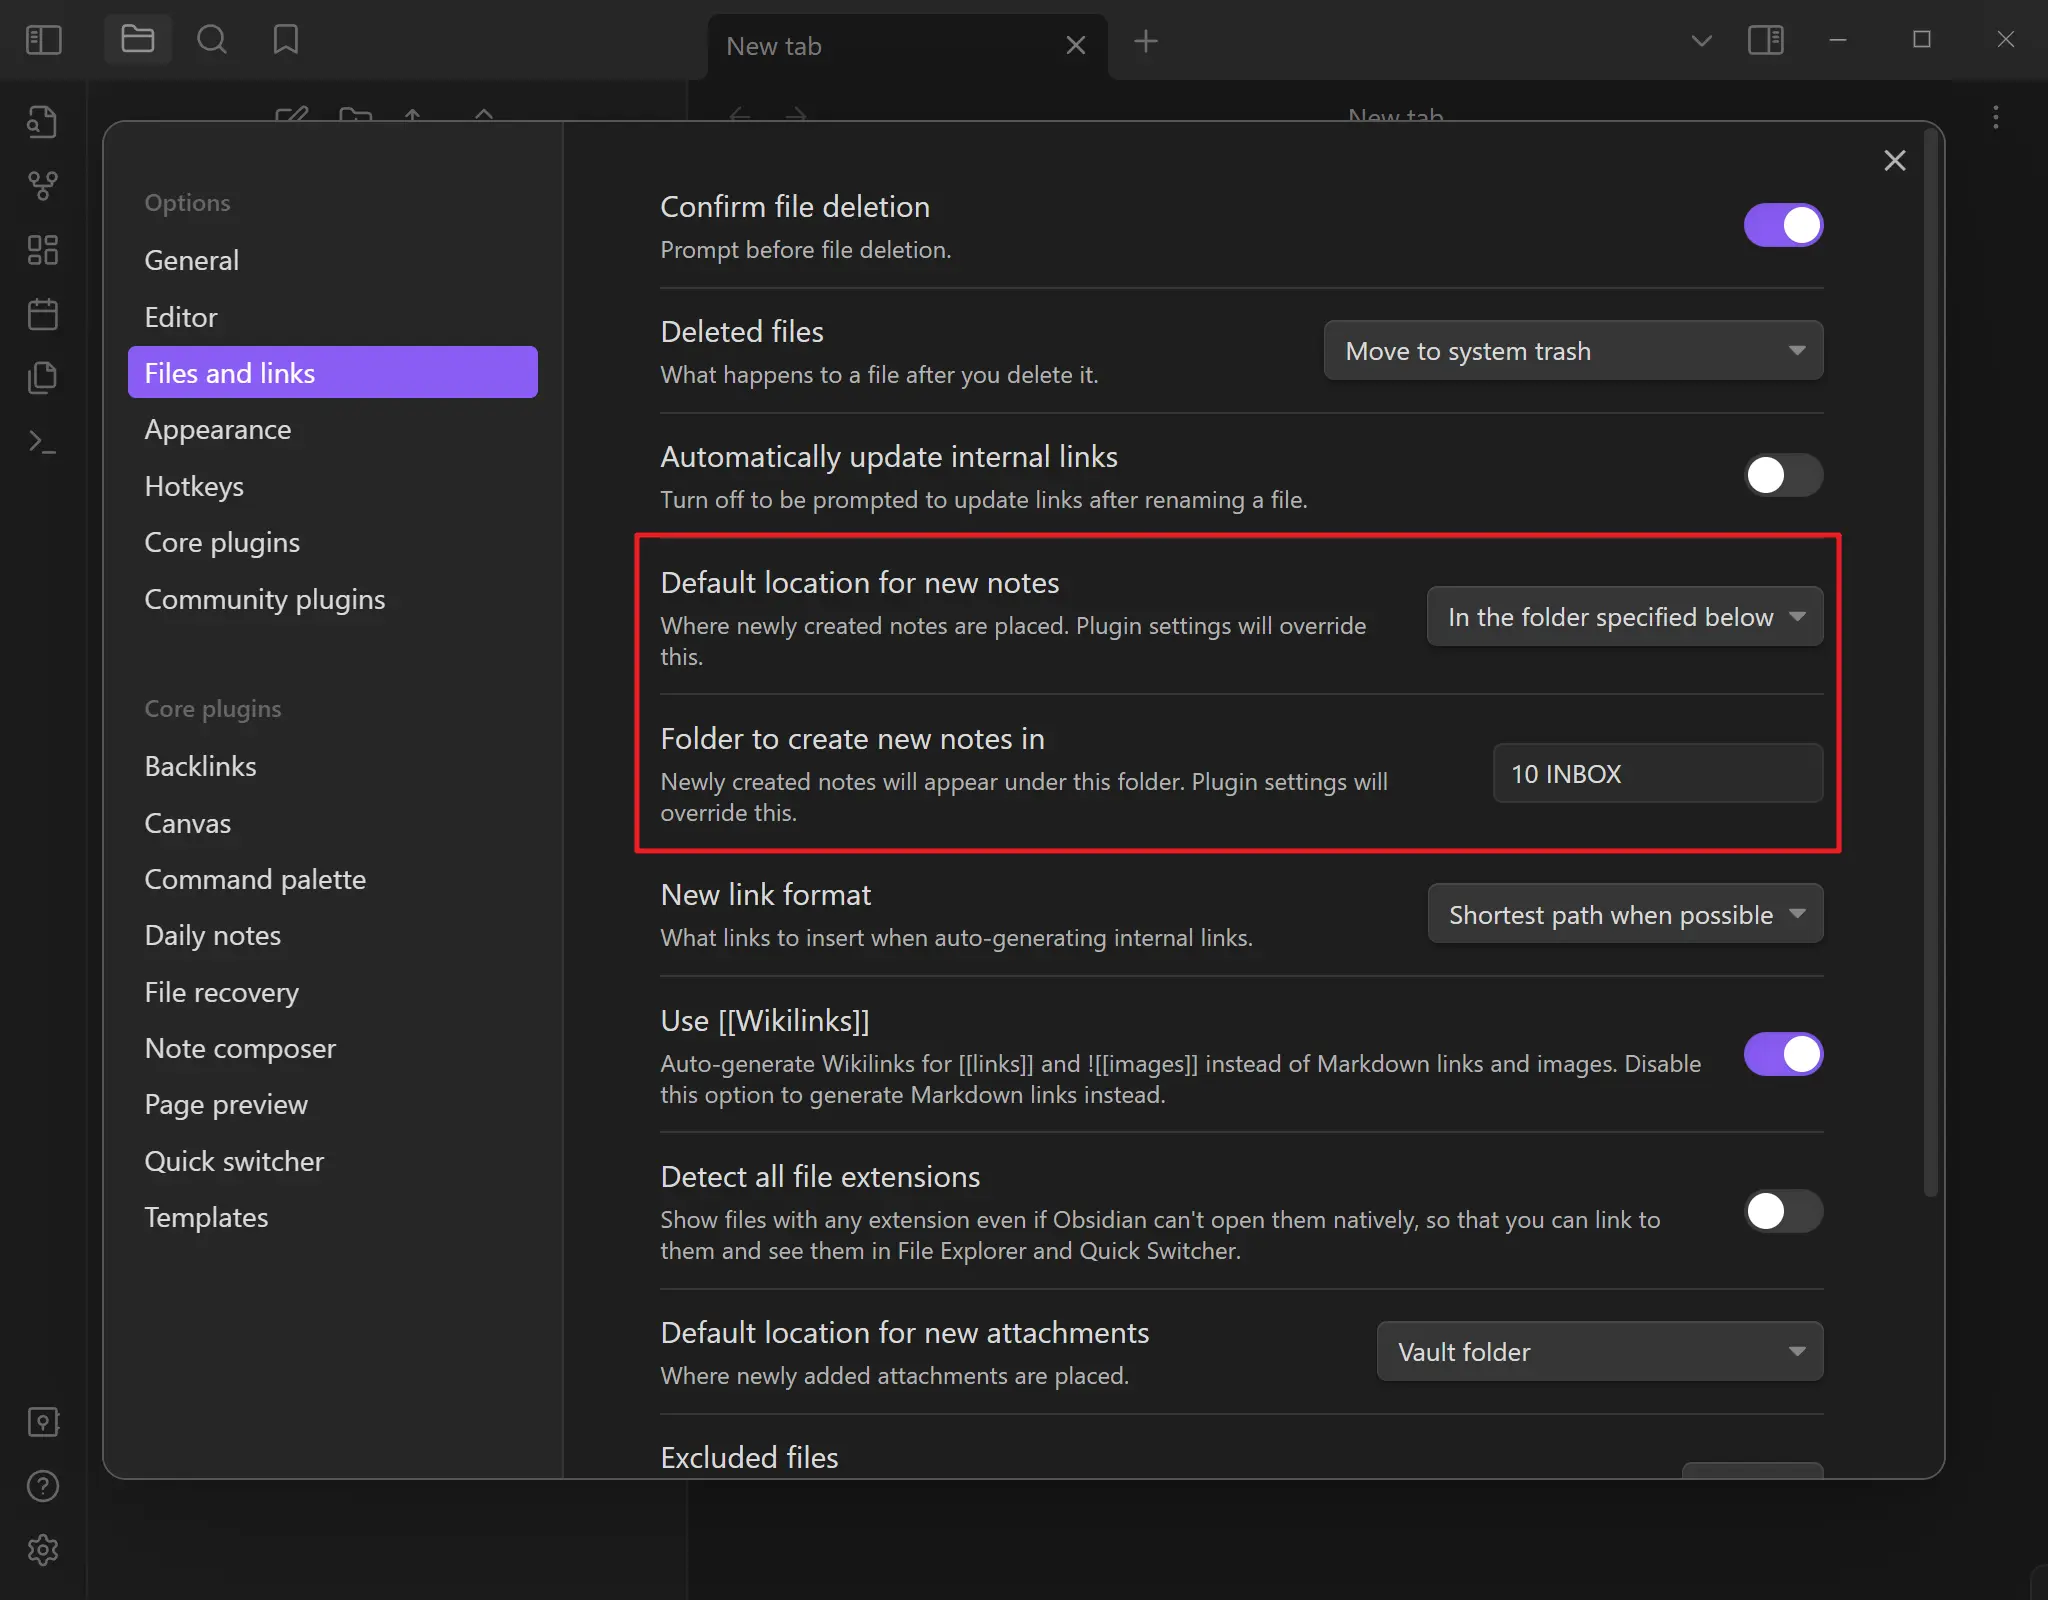 New tab
New tab
Options
General
Editor
Files and links
Appearance
Hotkeys
Core plugins
Community plugins
Core plugins
Backlinks
Canvas
Command palette
Daily notes
File recovery
Note composer
Page preview
Quick switcher
Templates
Confirm file deletion
Prompt before file deletion.
Deleted files
What happens to a file after you delete it.
Move to system trash
Automatically update internal links
Turn off to be prompted to update links after renaming a file.
Default location for new notes
Where newly created notes are placed. Plugin settings will override
this.
In the folder specified below
Folder to create new notes in
Newly created notes will appear under this folder. Plugin settings will
override this.
10 INBOX
New link format
What links to insert when auto-generating internal links.
Shortest path when possible
Use [[Wikilinks]]
Auto-generate Wikilinks for [[links]] and ![[images]] instead of Markdown links and images. Disable
this option to generate Markdown links instead.
Detect all file extensions
Show files with any extension even if Obsidian can't open them natively, so that you can link to
them and see them in File Explorer and Quick Switcher.
Default location for new attachments
Where newly added attachments are placed.
Vault folder
Excluded files